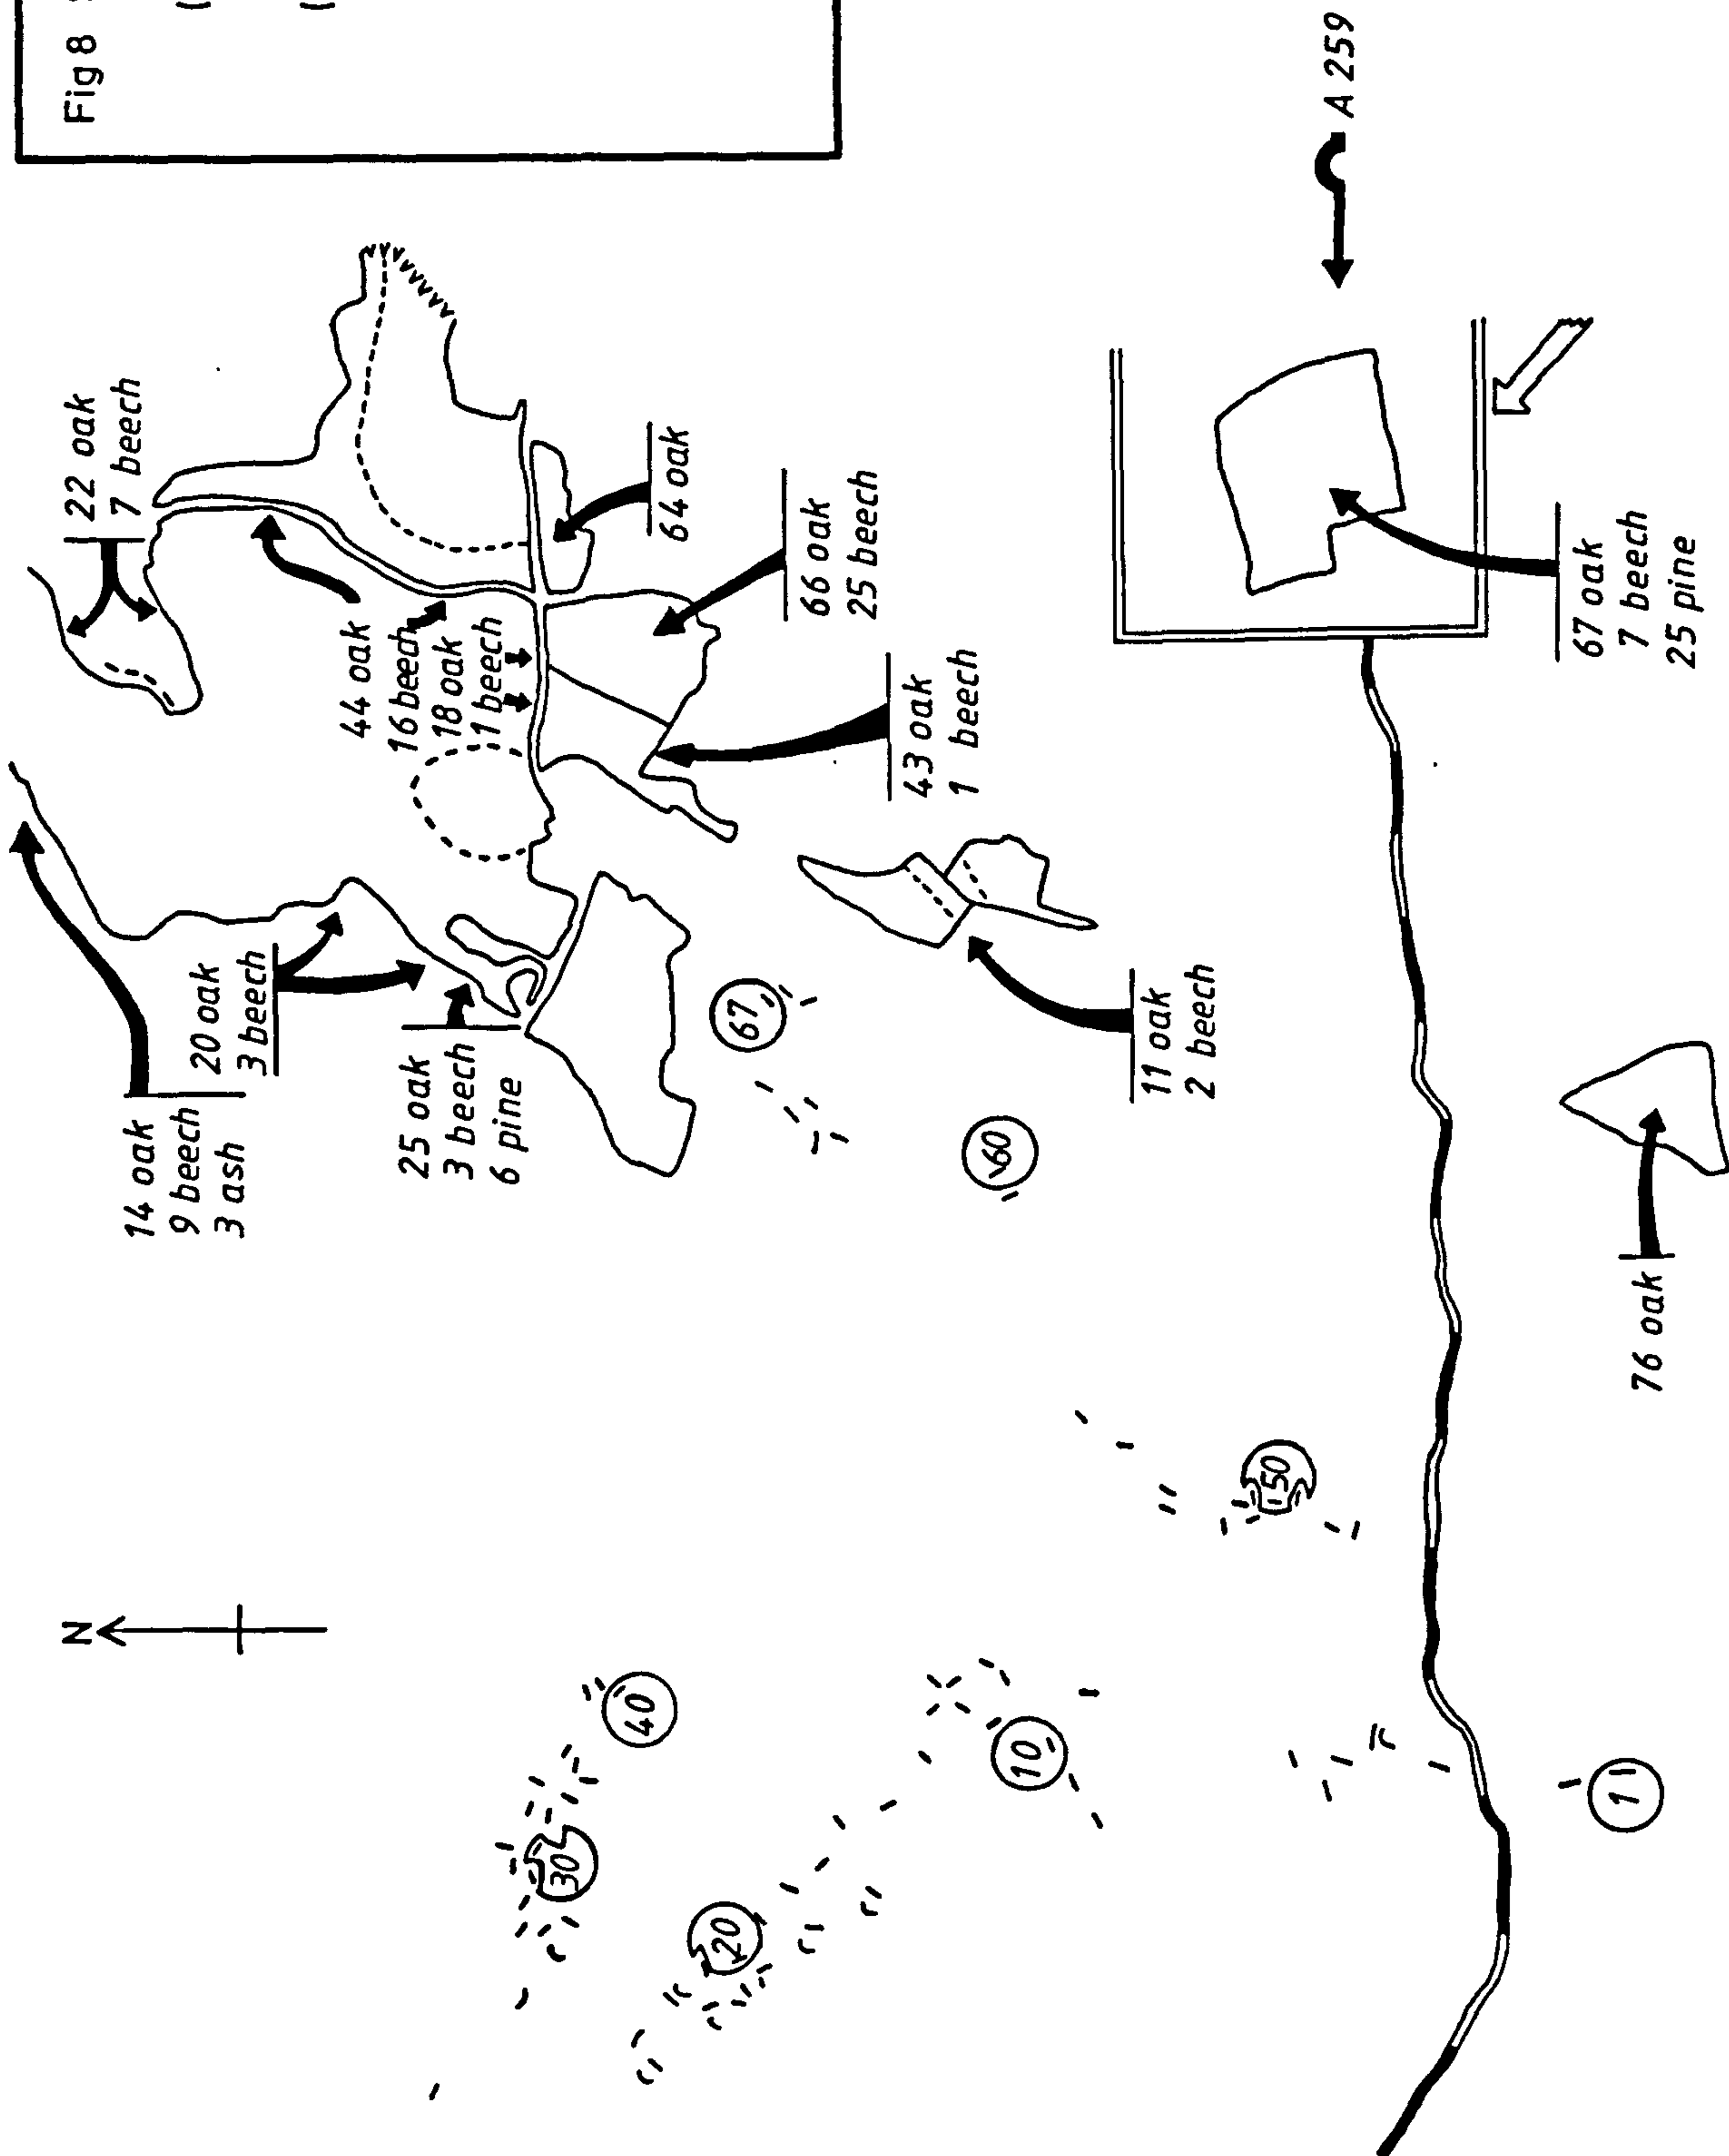 Fig 8
N
22 oak
7 beech
14 oak
9 beech
3 ash
20 oak
3 beech
44 oak
16 beech
18 oak
1 beech
25 oak
3 beech
6 pine
64 oak
66 oak
25 beech
43 oak
1 beech
11 oak
2 beech
A 259
67 oak
7 beech
25 pine
76 oak
67
60
50
40
30
20
10
1